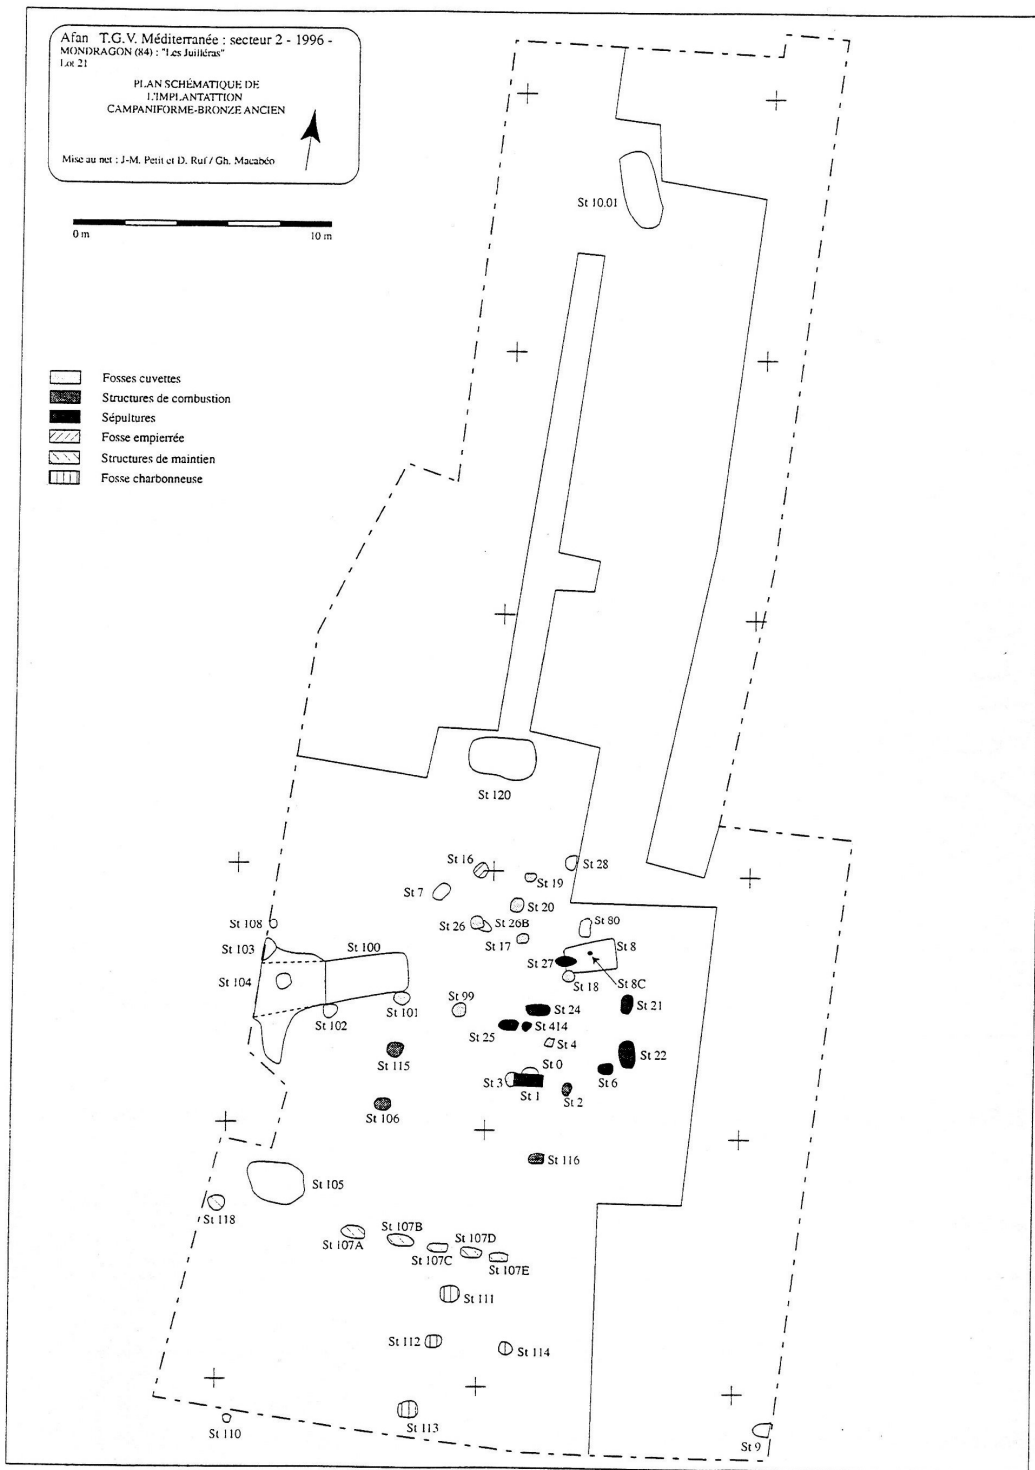 Afan T.G.V. Méditerranée : secteur 2 - 1996 -
MONDRAGON (84) : "Les Juilléras"
Lot 21
PLAN SCHÉMATIQUE DE
L'IMPLANTATTION
CAMPANIFORME-BRONZE ANCIEN
Mise au net : J-M. Petit et D. Ruf / Gh. Macabéo
0 m
10 m
St 10.01
Fosses cuvettes
Structures de combustion
Sépultures
Fosse empierrée
Structures de maintien
Fosse charbonneuse
St 120
St 16
St 28
St 19
St 7
St 20
St 108
St 26
St 26B
St 80
St 17
St 103
St 100
St 8
St 27
St 104
St 18
St 8C
St 99
St 24
St 21
St 102
St 101
St 25
St 414
St 4
St 115
St 0
St 22
St 3
St 6
St 1
St 2
St 106
St 116
St 105
St 118
St 107B
St 107D
St 107A
St 107C
St 107E
St 111
St 112
St 114
St 113
St 110
St 9